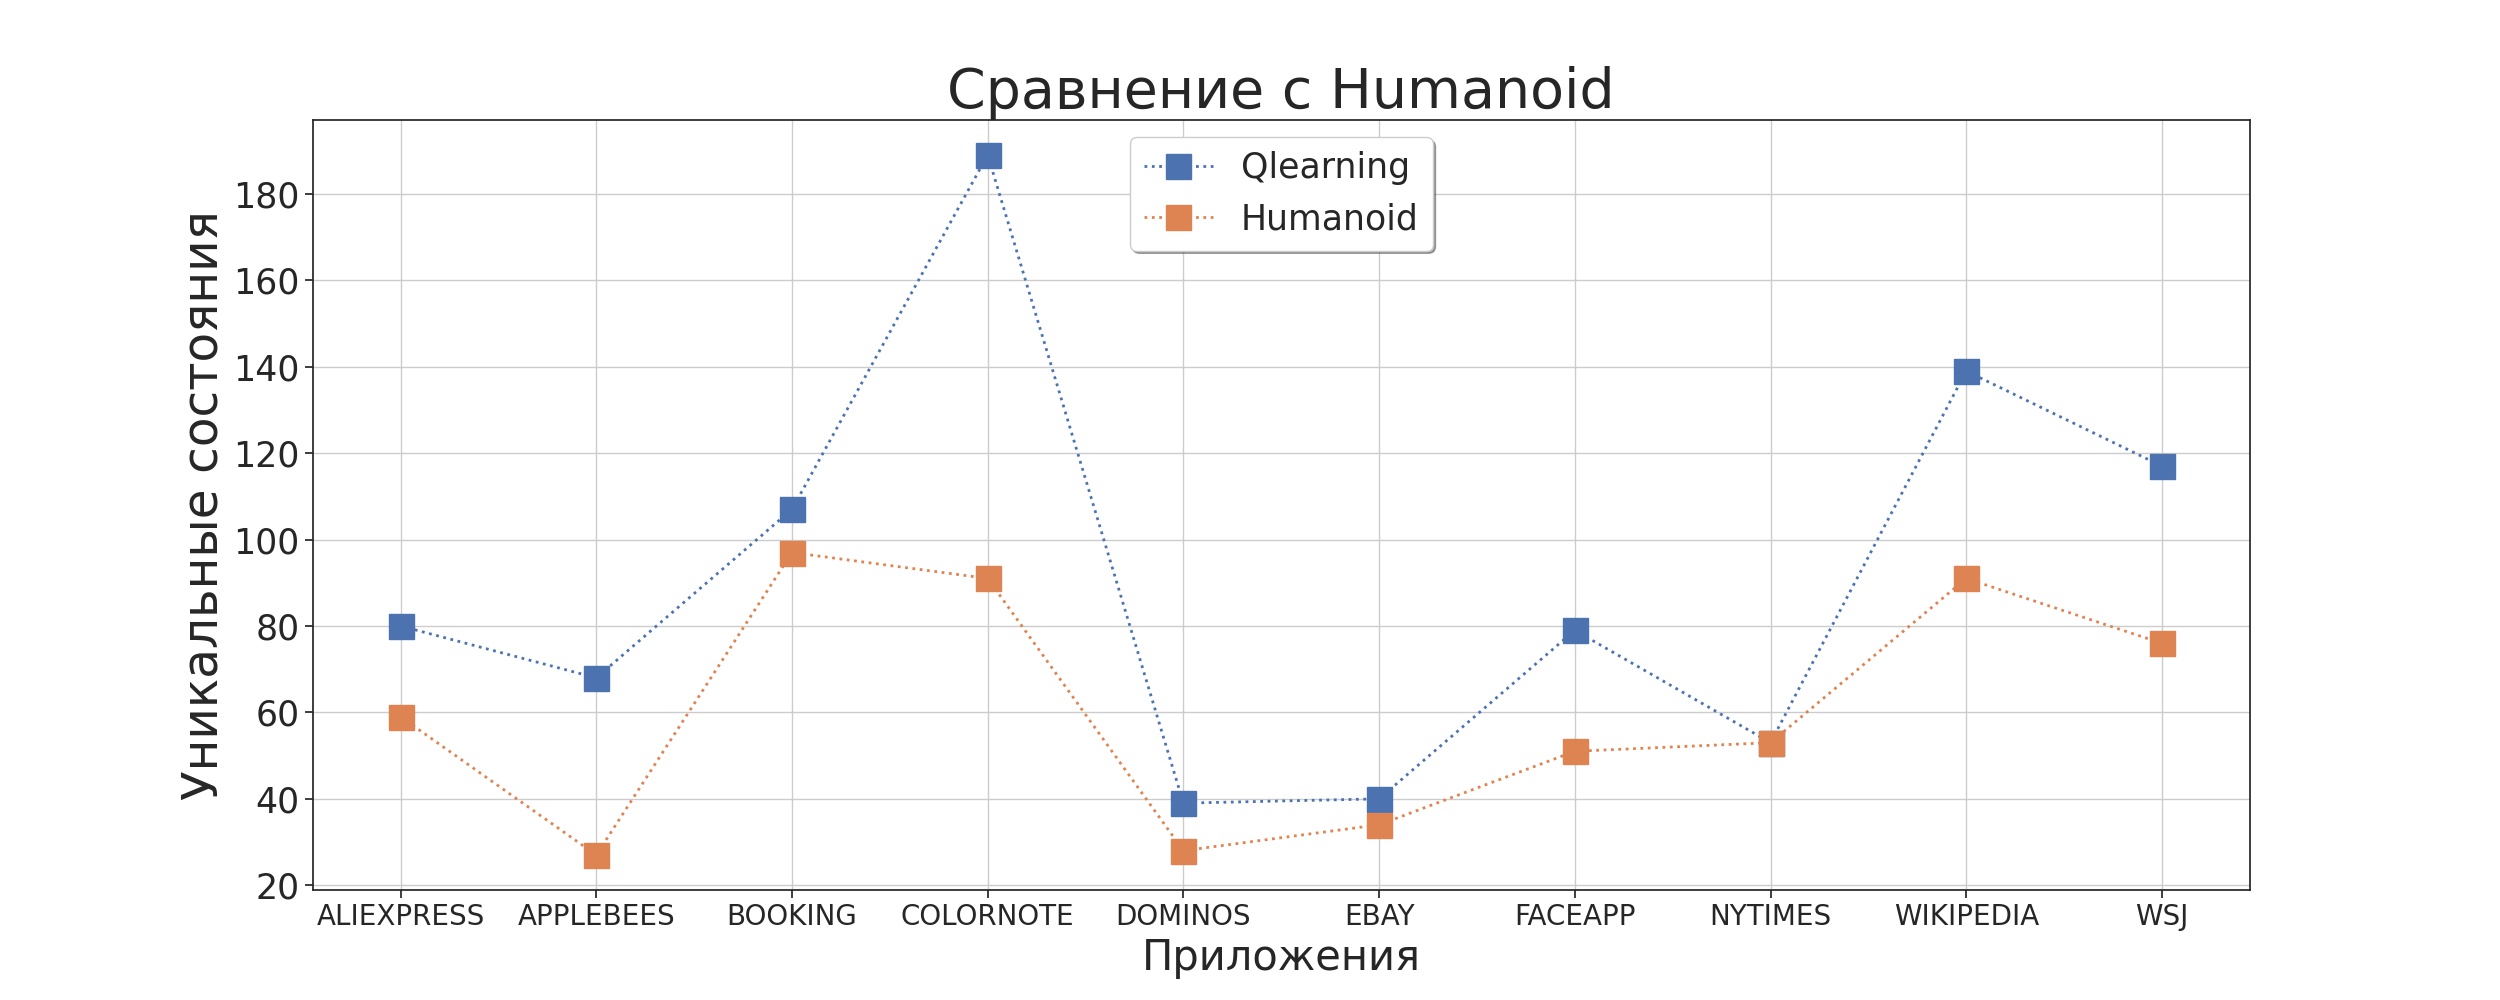 Сравнение с Humanoid
Qlearning
Humanoid
Уникальные состояния
180
160
140
120
100
80
60
40
20
ALIEXPRESS APPLEBEES BOOKING COLORNOTE DOMINOS EBAY FACEAPP NYTIMES WIKIPEDIA WSJ
Приложения